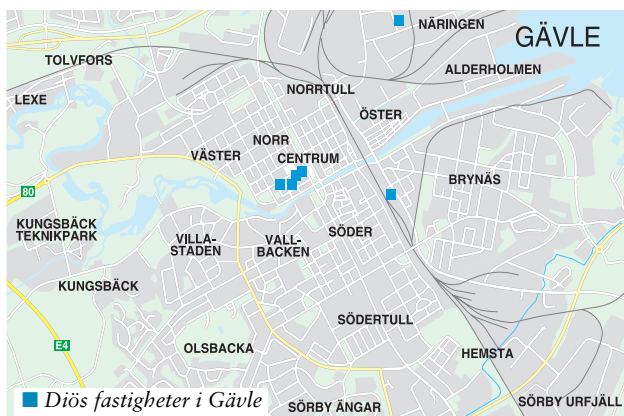 NÄRINGEN
GÄVLE
TOLVFORS
ALDERHOLMEN
LEXE
NORRTULL
ÖSTER
NORR
VÄSTER
CENTRUM
BRYNÄS
80
KUNGSBÄCK
TEKNIKPARK
VILLA-
STADEN
VALL-
BACKEN
SÖDER
KUNGSBÄCK
SÖDERTULL
E4
OLSBACKA
HEMSTA
Diös fastigheter i Gävle
SÖRBY ÄNGAR
SÖRBY URFJÄLL